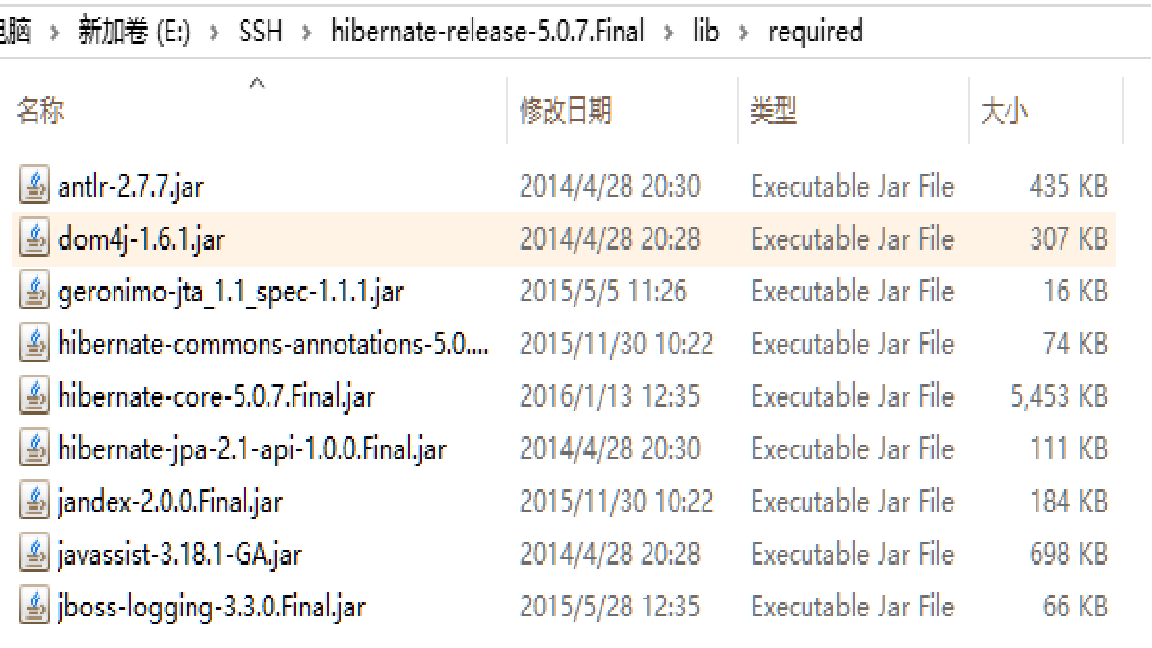 电脑 › 新加卷 (E:) › SSH › hibernate-release-5.0.7.Final › lib › required
名称 修改日期 类型 大小
antlr-2.7.7.jar 2014/4/28 20:30 Executable Jar File 435 KB
dom4j-1.6.1.jar 2014/4/28 20:28 Executable Jar File 307 KB
geronimo-jta_1.1_spec-1.1.1.jar 2015/5/5 11:26 Executable Jar File 16 KB
hibernate-commons-annotations-5.0.... 2015/11/30 10:22 Executable Jar File 74 KB
hibernate-core-5.0.7.Final.jar 2016/1/13 12:35 Executable Jar File 5,453 KB
hibernate-jpa-2.1-api-1.0.0.Final.jar 2014/4/28 20:30 Executable Jar File 111 KB
jandex-2.0.0.Final.jar 2015/11/30 10:22 Executable Jar File 184 KB
javassist-3.18.1-GA.jar 2014/4/28 20:28 Executable Jar File 698 KB
jboss-logging-3.3.0.Final.jar 2015/5/28 12:35 Executable Jar File 66 KB